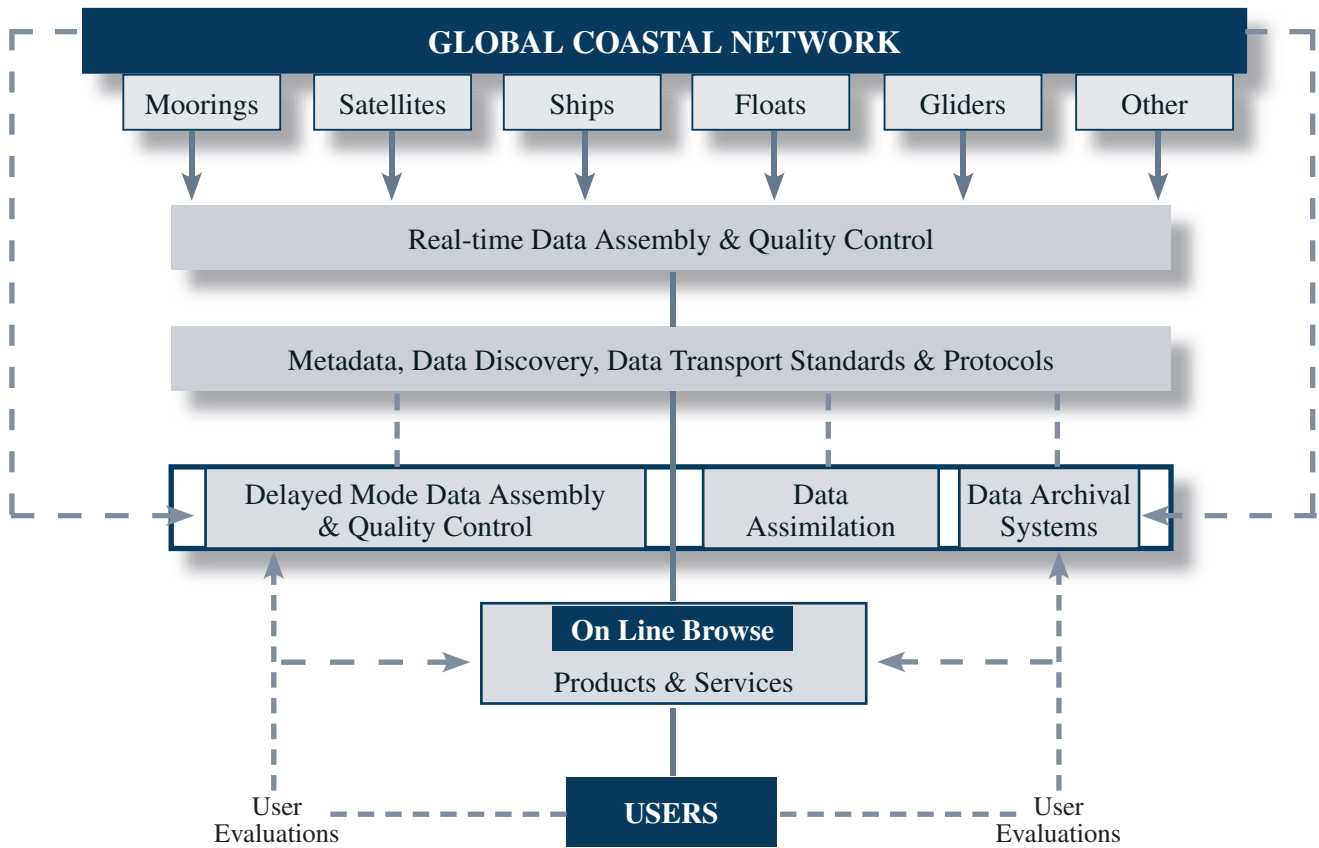 GLOBAL COASTAL NETWORK
Moorings
Satellites
Ships
Floats
Gliders
Other
Real-time Data Assembly & Quality Control
Metadata, Data Discovery, Data Transport Standards & Protocols
Delayed Mode Data Assembly
& Quality Control
Data
Assimilation
Data Archival
Systems
On Line Browse
Products & Services
User
Evaluations
USERS
User
Evaluations